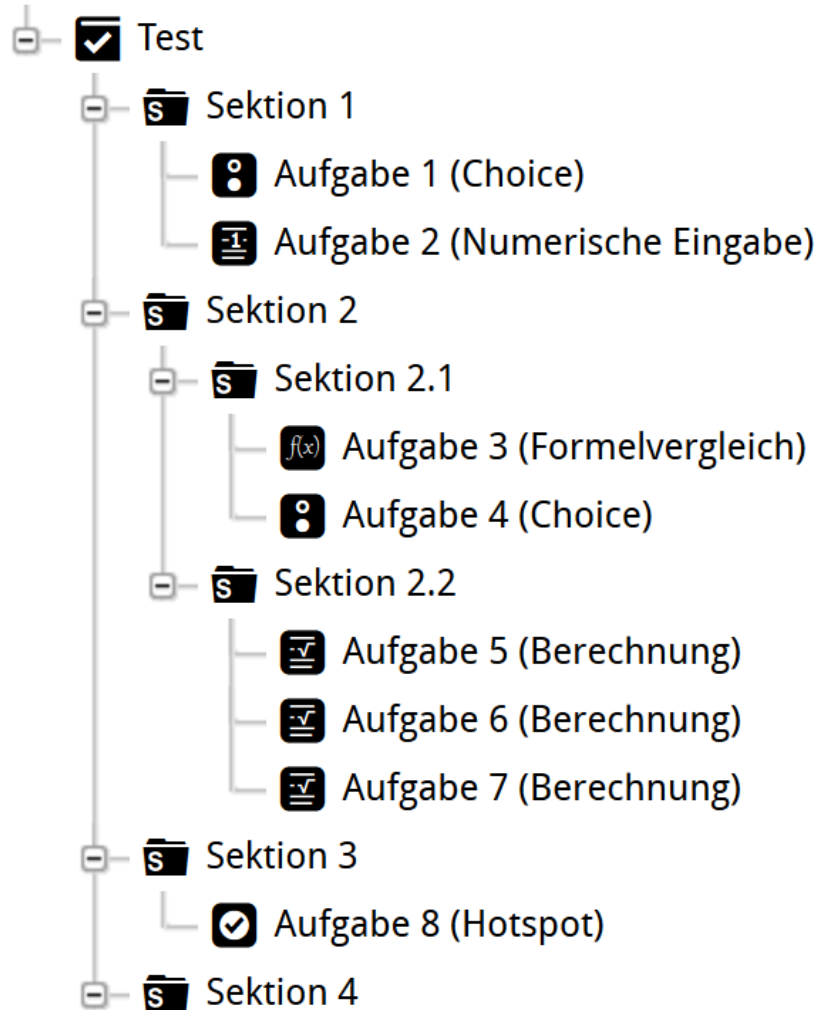 Test
S Sektion 1
Aufgabe 1 (Choice)
-1- Aufgabe 2 (Numerische Eingabe)
S Sektion 2
S Sektion 2.1
f(x) Aufgabe 3 (Formelvergleich)
Aufgabe 4 (Choice)
S Sektion 2.2
√ Aufgabe 5 (Berechnung)
√ Aufgabe 6 (Berechnung)
√ Aufgabe 7 (Berechnung)
S Sektion 3
Aufgabe 8 (Hotspot)
S Sektion 4